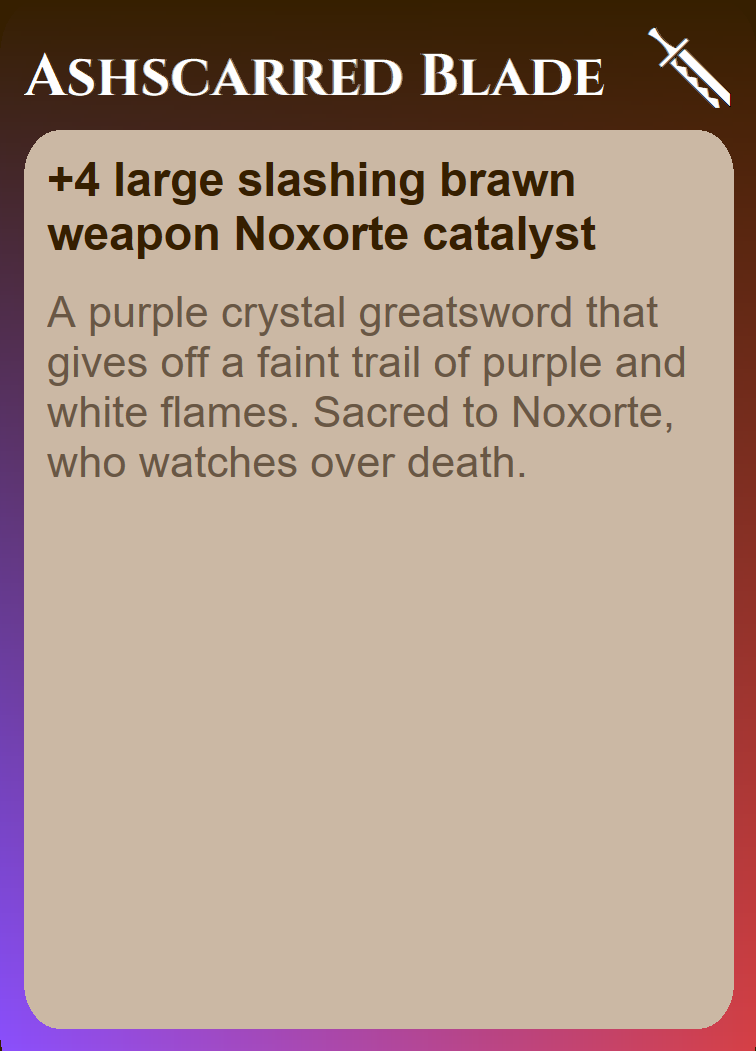 Ashscarred Blade
+4 large slashing brawn
weapon Noxorte catalyst
A purple crystal greatsword that
gives off a faint trail of purple and
white flames. Sacred to Noxorte,
who watches over death.